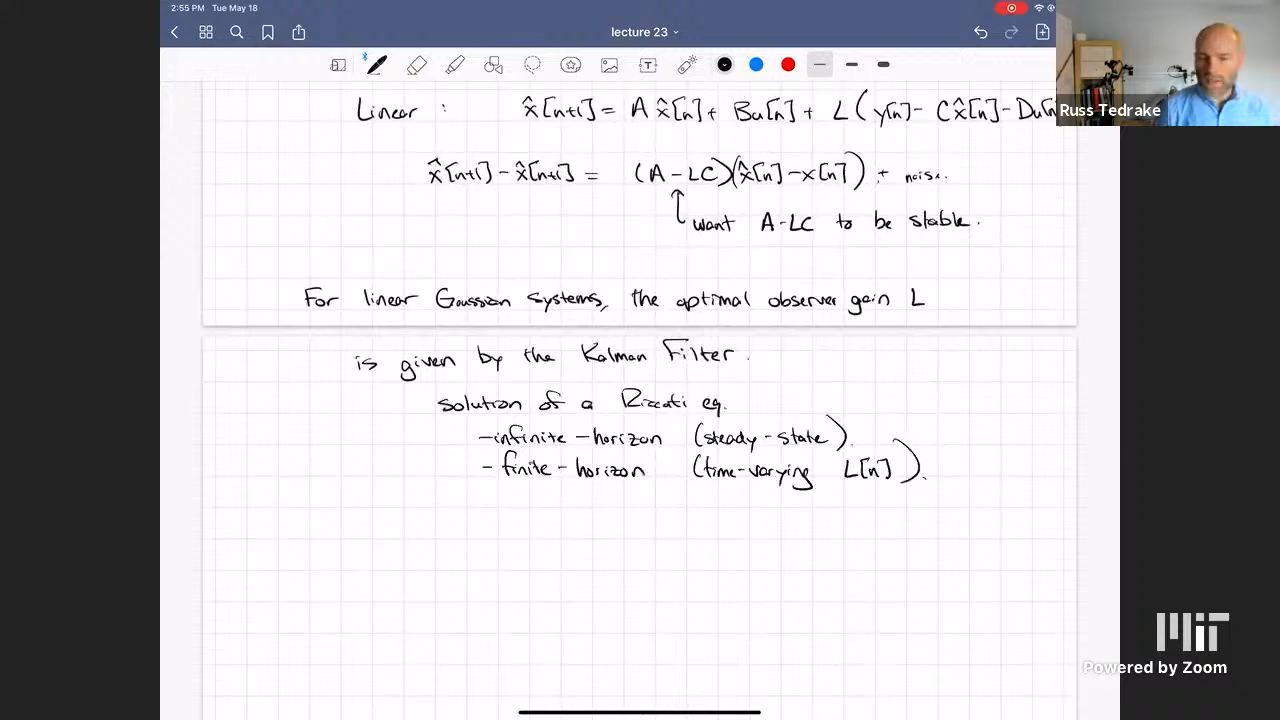 2:55 PM Tue May 18
lecture 23
Russ Tedrake
Linear : x̂[n+1] = A x̂[n] + Bu[n] + L(y[n] - Cx̂[n] - Du[n
x̂[n+1] - x̂[n+1] = (A - LC)(x̂[n] - x[n]) + noise.
want A-LC to be stable.
For linear Gaussian systems, the optimal observer gain L
is given by the Kalman Filter.
solution of a Riccati eq.
-infinite-horizon (steady-state).
- finite-horizon (time-varying L[n]).
MIT
Powered by Zoom